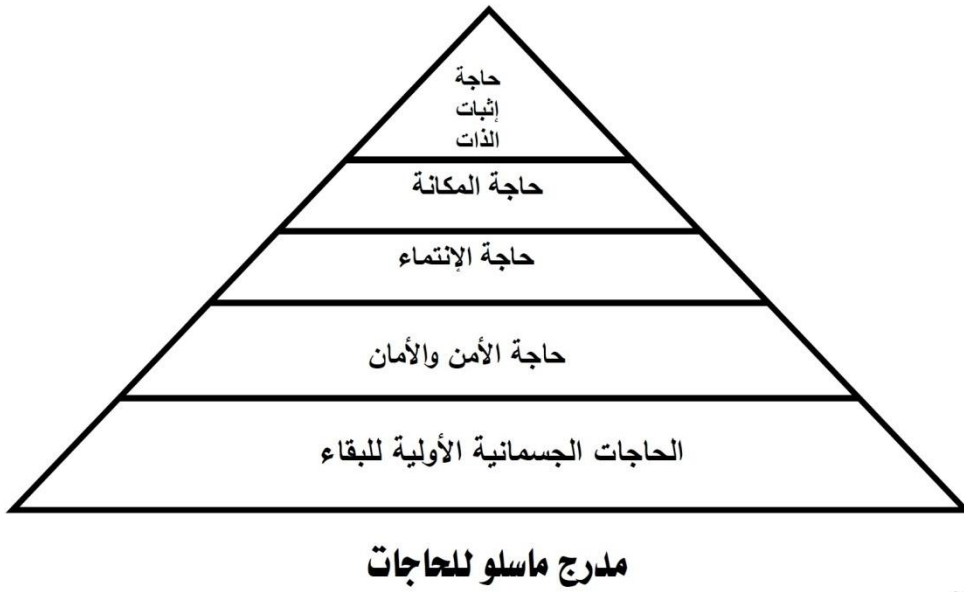 حاجة
إثبات
الذات
حاجة المكانة
حاجة الإنتماء
حاجة الأمن والأمان
الحاجات الجسمانية الأولية للبقاء
مدرج ماسلو للحاجات